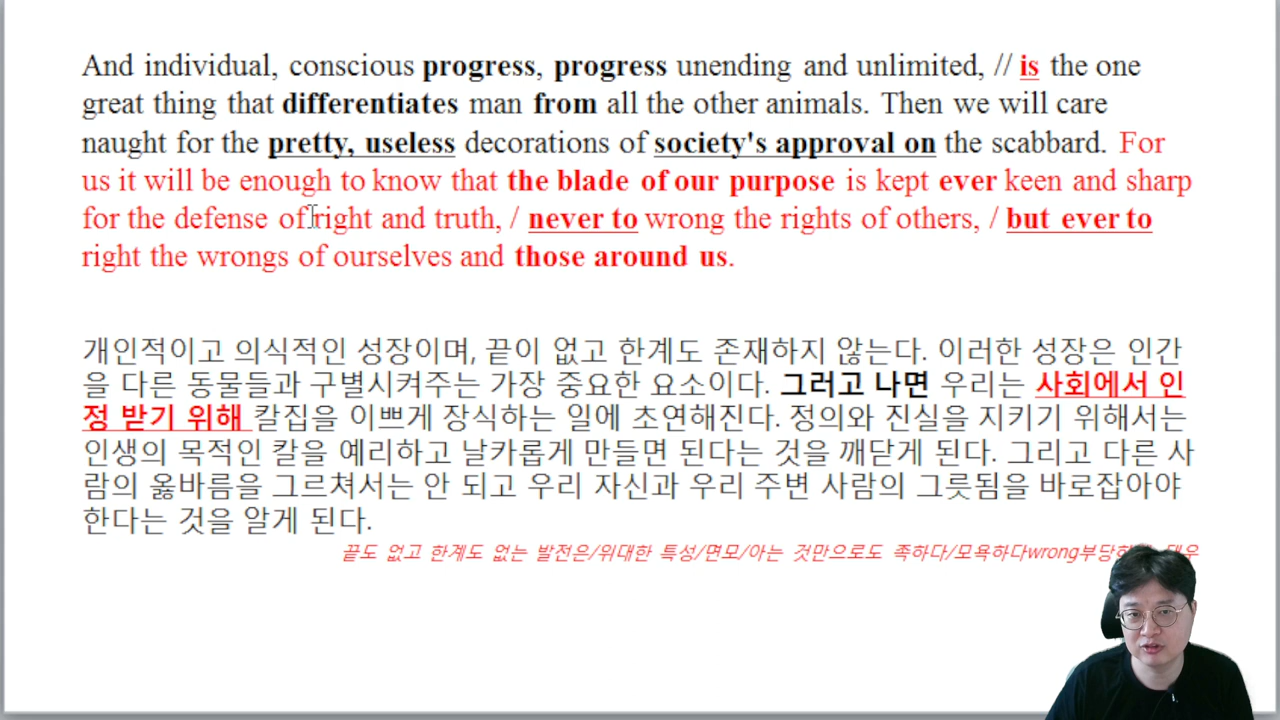 And individual, conscious progress, progress unending and unlimited, // is the one
great thing that differentiates man from all the other animals. Then we will care
naught for the pretty, useless decorations of society's approval on the scabbard. For
us it will be enough to know that the blade of our purpose is kept ever keen and sharp
for the defense of right and truth, / never to wrong the rights of others, / but ever to
right the wrongs of ourselves and those around us.
개인적이고 의식적인 성장이며, 끝이 없고 한계도 존재하지 않는다. 이러한 성장은 인간
을 다른 동물들과 구별시켜주는 가장 중요한 요소이다. 그러고 나면 우리는 사회에서 인
정 받기 위해 칼집을 이쁘게 장식하는 일에 초연해진다. 정의와 진실을 지키기 위해서는
인생의 목적인 칼을 예리하고 날카롭게 만들면 된다는 것을 깨닫게 된다. 그리고 다른 사
람의 옳바름을 그르쳐서는 안 되고 우리 자신과 우리 주변 사람의 그릇됨을 바로잡아야
한다는 것을 알게 된다.
끝도 없고 한계도 없는 발전은/위대한 특성/면모/아는 것만으로도 족하다/모욕하다wrong